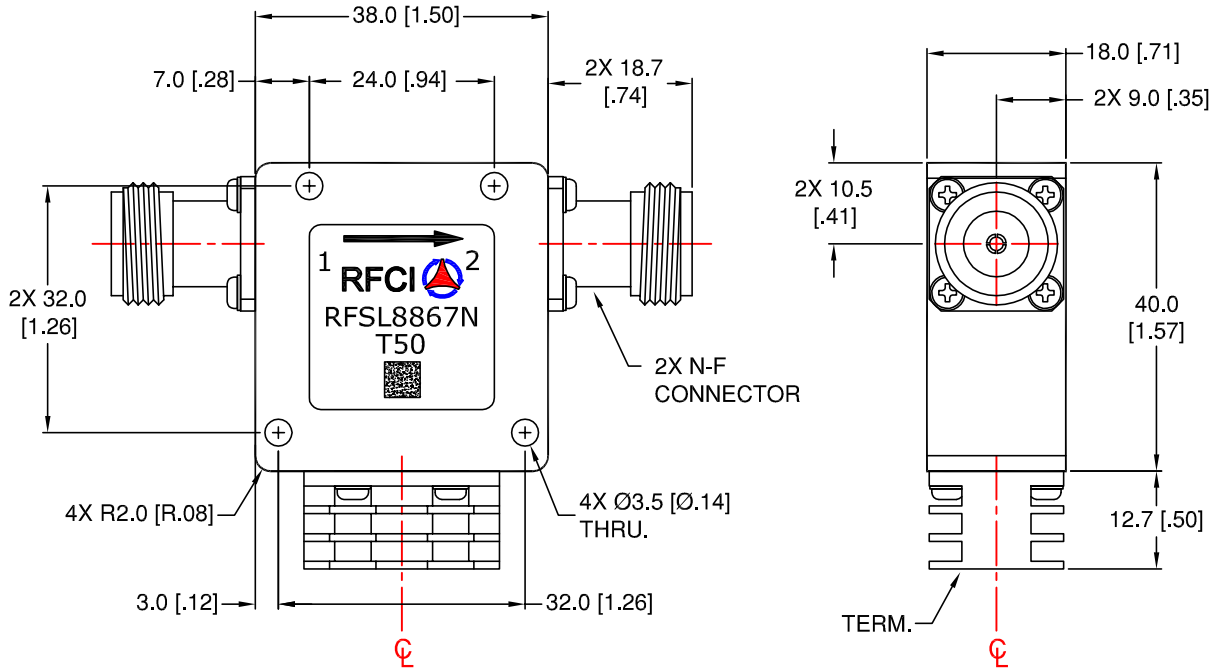 38.0 [1.50]
7.0 [.28]
24.0 [.94]
2X 18.7
[.74]
18.0 [.71]
2X 9.0 [.35]
2X 10.5
[.41]
2X 32.0
[1.26]
1
2
RFCI
RFSL8867N
T50
2X N-F
CONNECTOR
40.0
[1.57]
4X R2.0 [R.08]
4X Ø3.5 [Ø.14]
THRU.
12.7 [.50]
3.0 [.12]
32.0 [1.26]
TERM.
℄
℄